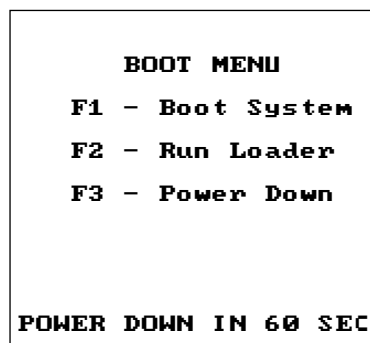 BOOT MENU
F1 - Boot System
F2 - Run Loader
F3 - Power Down
POWER DOWN IN 60 SEC